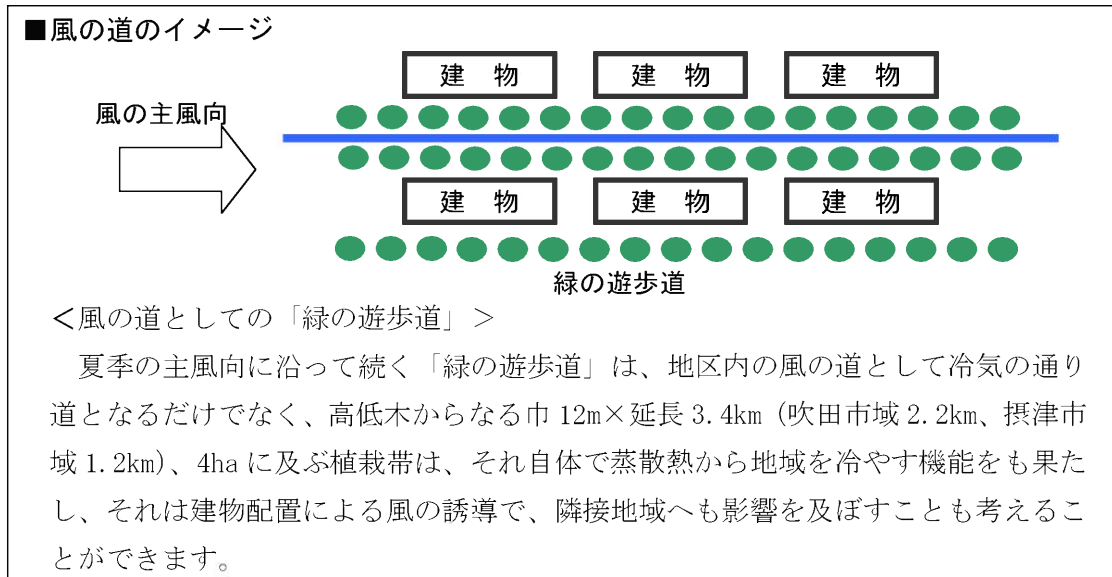 ■風の道のイメージ
建 物 建 物 建 物
風の主風向
建 物 建 物 建 物
緑の遊歩道
＜風の道としての「緑の遊歩道」＞
夏季の主風向に沿って続く「緑の遊歩道」は、地区内の風の道として冷気の通り
道となるだけでなく、高低木からなる巾 12m×延長 3.4km（吹田市域 2.2km、摂津市
域 1.2km）、4ha に及ぶ植栽帯は、それ自体で蒸散熱から地域を冷やす機能をも果た
し、それは建物配置による風の誘導で、隣接地域へも影響を及ぼすことも考えるこ
とができます。